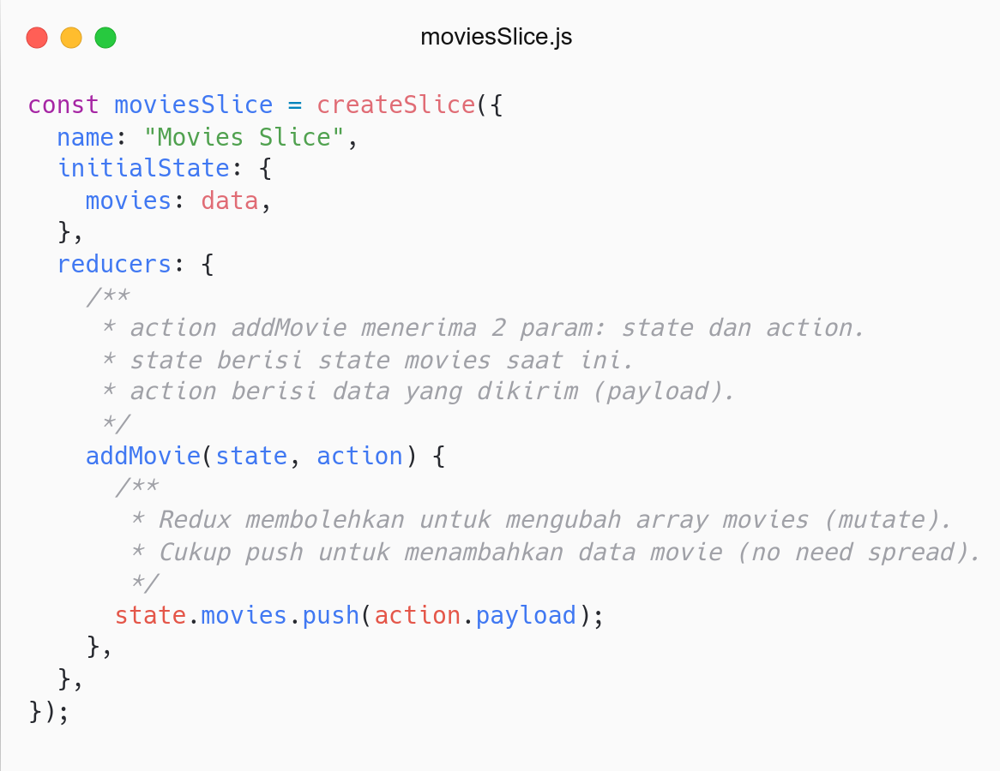 moviesSlice.js
const moviesSlice = createSlice({
  name: "Movies Slice",
  initialState: {
    movies: data,
  },
  reducers: {
    /**
     * action addMovie menerima 2 param: state dan action.
     * state berisi state movies saat ini.
     * action berisi data yang dikirim (payload).
     */
    addMovie(state, action) {
      /**
       * Redux membolehkan untuk mengubah array movies (mutate).
       * Cukup push untuk menambahkan data movie (no need spread).
       */
      state.movies.push(action.payload);
    },
  },
});